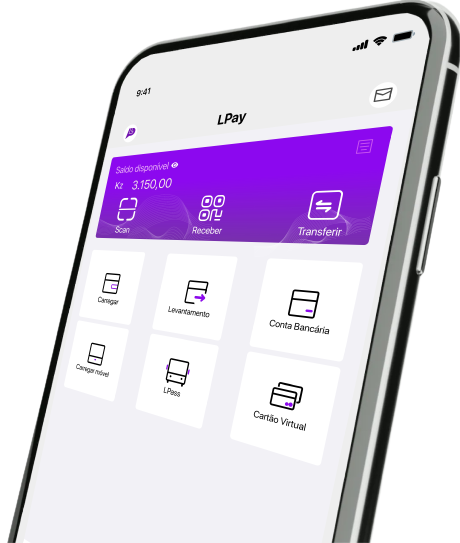 9:41
LPay
Saldo disponível
Kz 3.150,00
Scan
Receber
Transferir
Carregar
Levantamento
Conta Bancária
Carregar móvel
LPass
Cartão Virtual